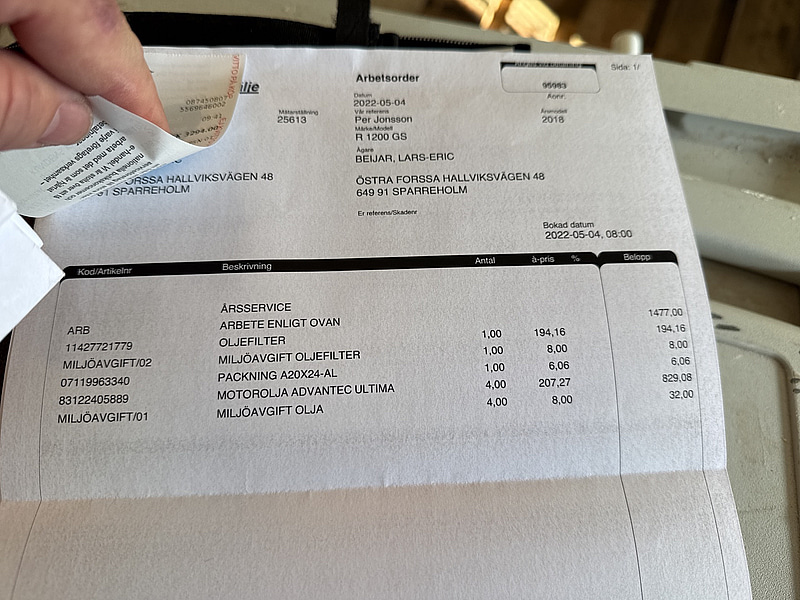 Arbetsorder
Sida: 1/
95983
Datum
2022-05-04
Mätarställning
25613
Vår referens
Per Jonsson
Årsmodell
2018
Märke/Modell
R 1200 GS
Ägare
BEIJAR, LARS-ERIC
FORSSA HALLVIKSVÄGEN 48
91 SPARREHOLM
ÖSTRA FORSSA HALLVIKSVÄGEN 48
649 91 SPARREHOLM
Er referens/Skadenr
Bokad datum
2022-05-04, 08:00
Kod/Artikelnr Beskrivning Antal à-pris % Belopp
ÅRSSERVICE
ARB ARBETE ENLIGT OVAN 1477,00
11427721779 OLJEFILTER 1,00 194,16 194,16
MILJÖAVGIFT/02 MILJÖAVGIFT OLJEFILTER 1,00 8,00 8,00
07119963340 PACKNING A20X24-AL 1,00 6,06 6,06
83122405889 MOTOROLJA ADVANTEC ULTIMA 4,00 207,27 829,08
MILJÖAVGIFT/01 MILJÖAVGIFT OLJA 4,00 8,00 32,00